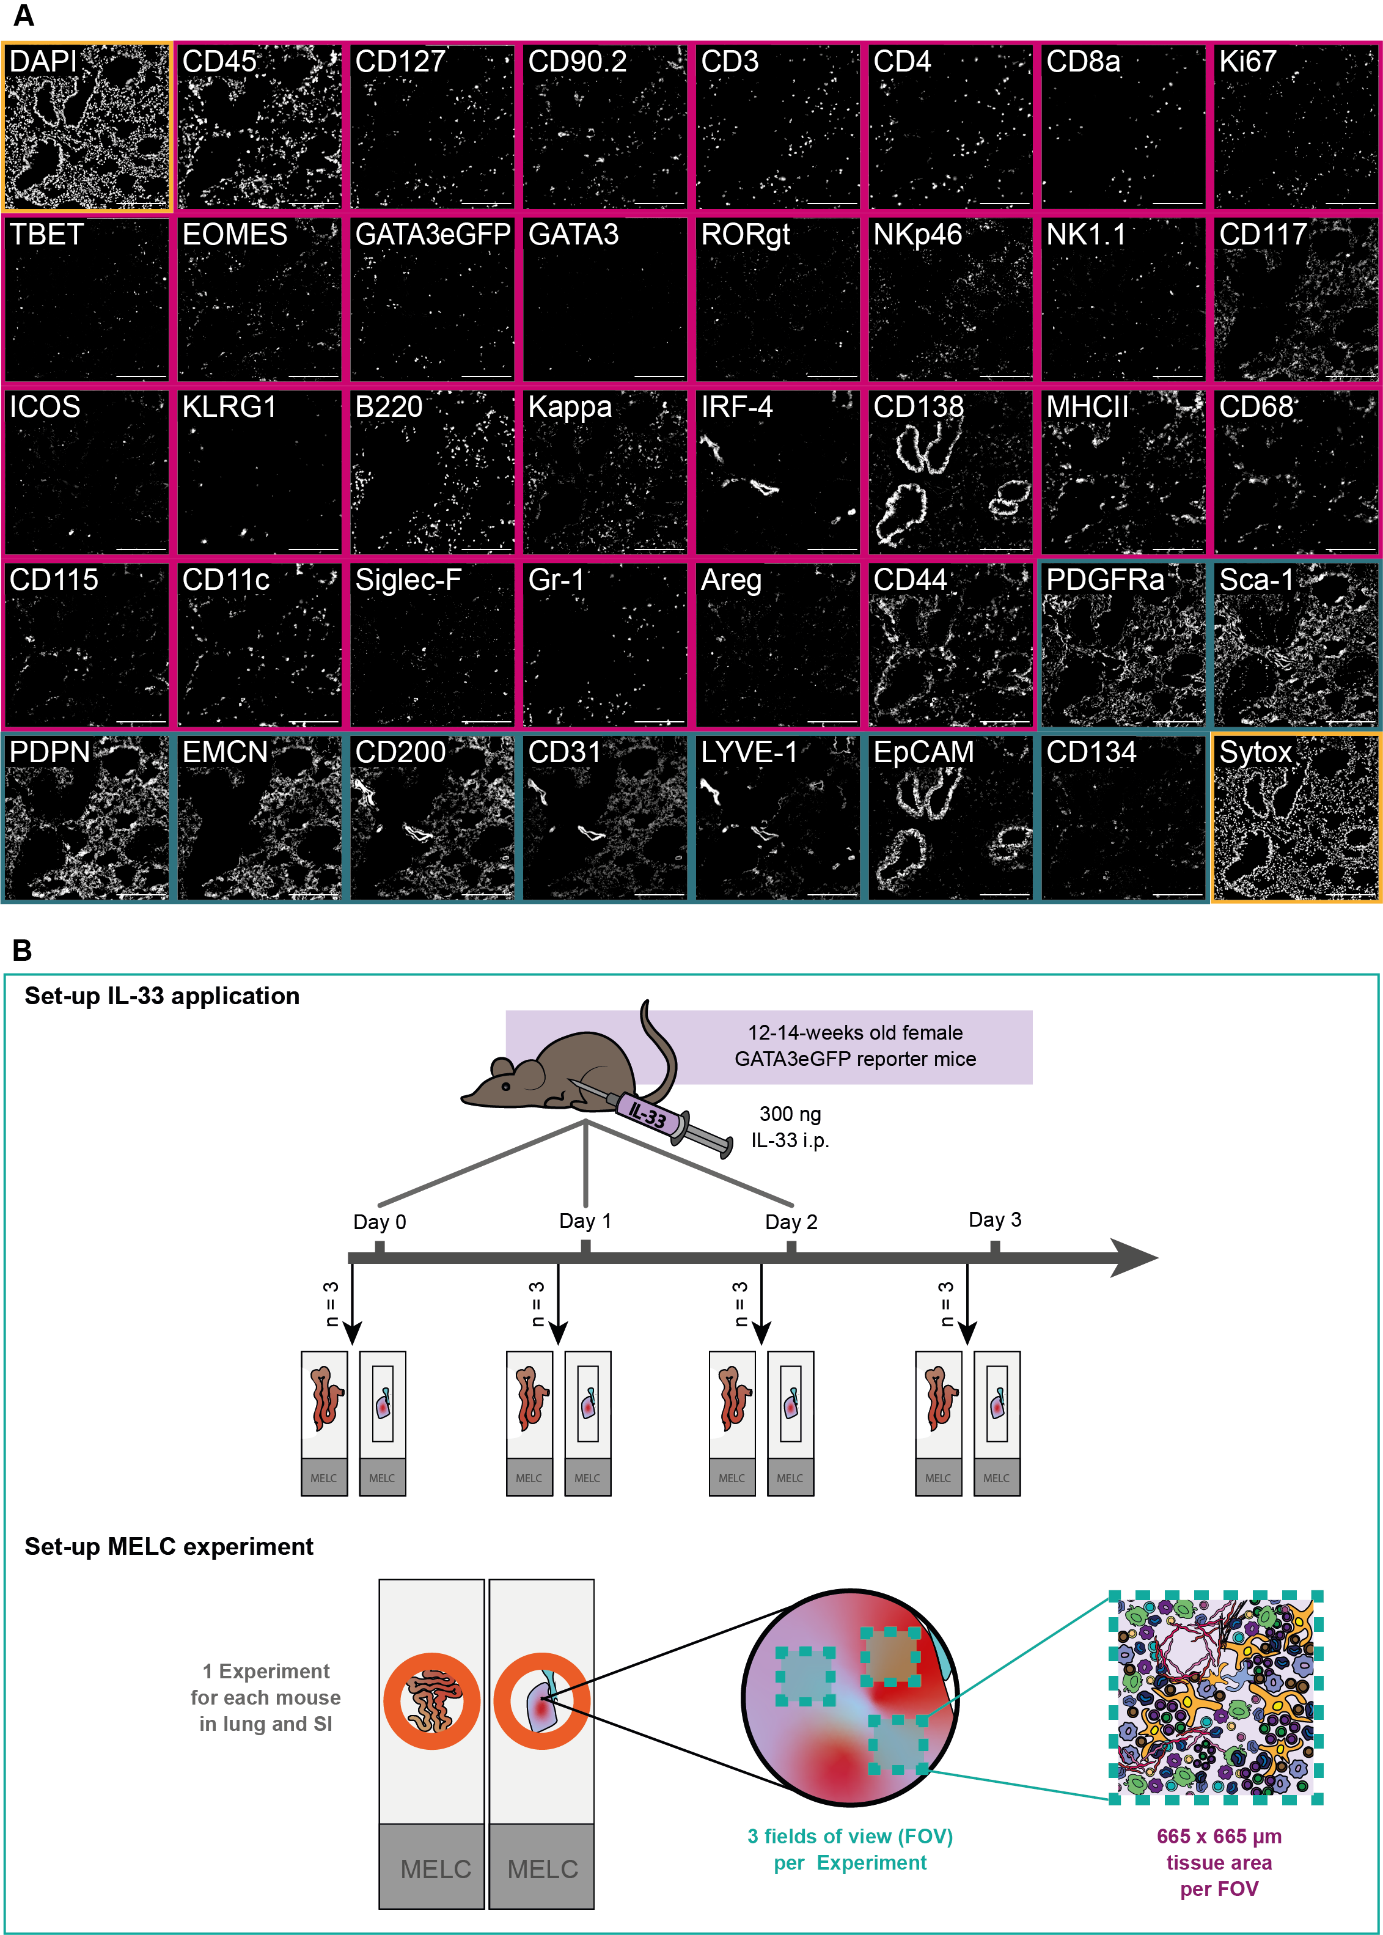 A
DAPI CD45 CD127 CD90.2 CD3 CD4 CD8a Ki67
TBET EOMES GATA3eGFP GATA3 RORgt NKp46 NK1.1 CD117
ICOS KLRG1 B220 Kappa IRF-4 CD138 MHCII CD68
CD115 CD11c Siglec-F Gr-1 Areg CD44 PDGFRa Sca-1
PDPN EMCN CD200 CD31 LYVE-1 EpCAM CD134 Sytox
B
Set-up IL-33 application
12-14-weeks old female
GATA3eGFP reporter mice
IL-33
300 ng
IL-33 i.p.
Day 0 Day 1 Day 2 Day 3
n = 3 n = 3 n = 3 n = 3
MELC MELC MELC MELC MELC MELC MELC MELC
Set-up MELC experiment
1 Experiment
for each mouse
in lung and SI
MELC MELC
3 fields of view (FOV)
per Experiment
665 x 665 µm
tissue area
per FOV